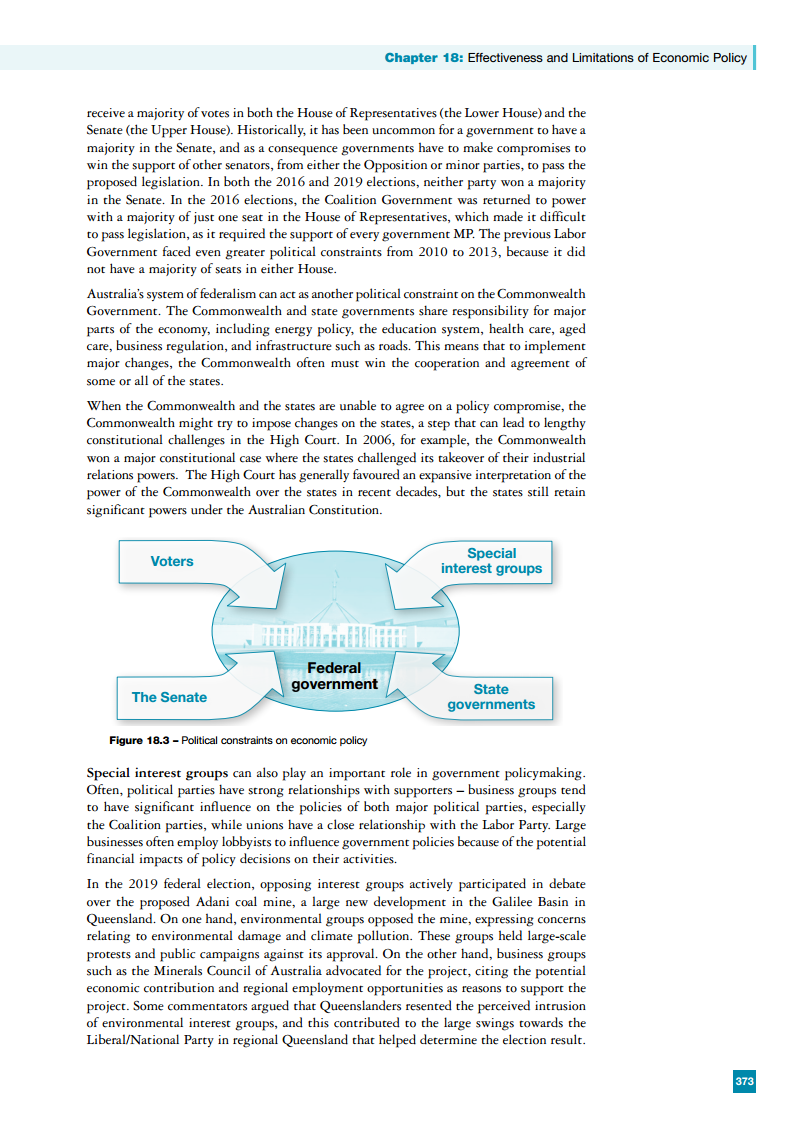 Chapter 18: Effectiveness and Limitations of Economic Policy
receive a majority of votes in both the House of Representatives (the Lower House) and the
Senate (the Upper House). Historically, it has been uncommon for a government to have a
majority in the Senate, and as a consequence governments have to make compromises to
win the support of other senators, from either the Opposition or minor parties, to pass the
proposed legislation. In both the 2016 and 2019 elections, neither party won a majority
in the Senate. In the 2016 elections, the Coalition Government was returned to power
with a majority of just one seat in the House of Representatives, which made it difficult
to pass legislation, as it required the support of every government MP. The previous Labor
Government faced even greater political constraints from 2010 to 2013, because it did
not have a majority of seats in either House.
Australia's system of federalism can act as another political constraint on the Commonwealth
Government. The Commonwealth and state governments share responsibility for major
parts of the economy, including energy policy, the education system, health care, aged
care, business regulation, and infrastructure such as roads. This means that to implement
major changes, the Commonwealth often must win the cooperation and agreement of
some or all of the states.
When the Commonwealth and the states are unable to agree on a policy compromise, the
Commonwealth might try to impose changes on the states, a step that can lead to lengthy
constitutional challenges in the High Court. In 2006, for example, the Commonwealth
won a major constitutional case where the states challenged its takeover of their industrial
relations powers. The High Court has generally favoured an expansive interpretation of the
power of the Commonwealth over the states in recent decades, but the states still retain
significant powers under the Australian Constitution.
Voters
Special
interest groups
Federal
government
The Senate
State
governments
Figure 18.3 – Political constraints on economic policy
Special interest groups can also play an important role in government policymaking.
Often, political parties have strong relationships with supporters – business groups tend
to have significant influence on the policies of both major political parties, especially
the Coalition parties, while unions have a close relationship with the Labor Party. Large
businesses often employ lobbyists to influence government policies because of the potential
financial impacts of policy decisions on their activities.
In the 2019 federal election, opposing interest groups actively participated in debate
over the proposed Adani coal mine, a large new development in the Galilee Basin in
Queensland. On one hand, environmental groups opposed the mine, expressing concerns
relating to environmental damage and climate pollution. These groups held large-scale
protests and public campaigns against its approval. On the other hand, business groups
such as the Minerals Council of Australia advocated for the project, citing the potential
economic contribution and regional employment opportunities as reasons to support the
project. Some commentators argued that Queenslanders resented the perceived intrusion
of environmental interest groups, and this contributed to the large swings towards the
Liberal/National Party in regional Queensland that helped determine the election result.
373